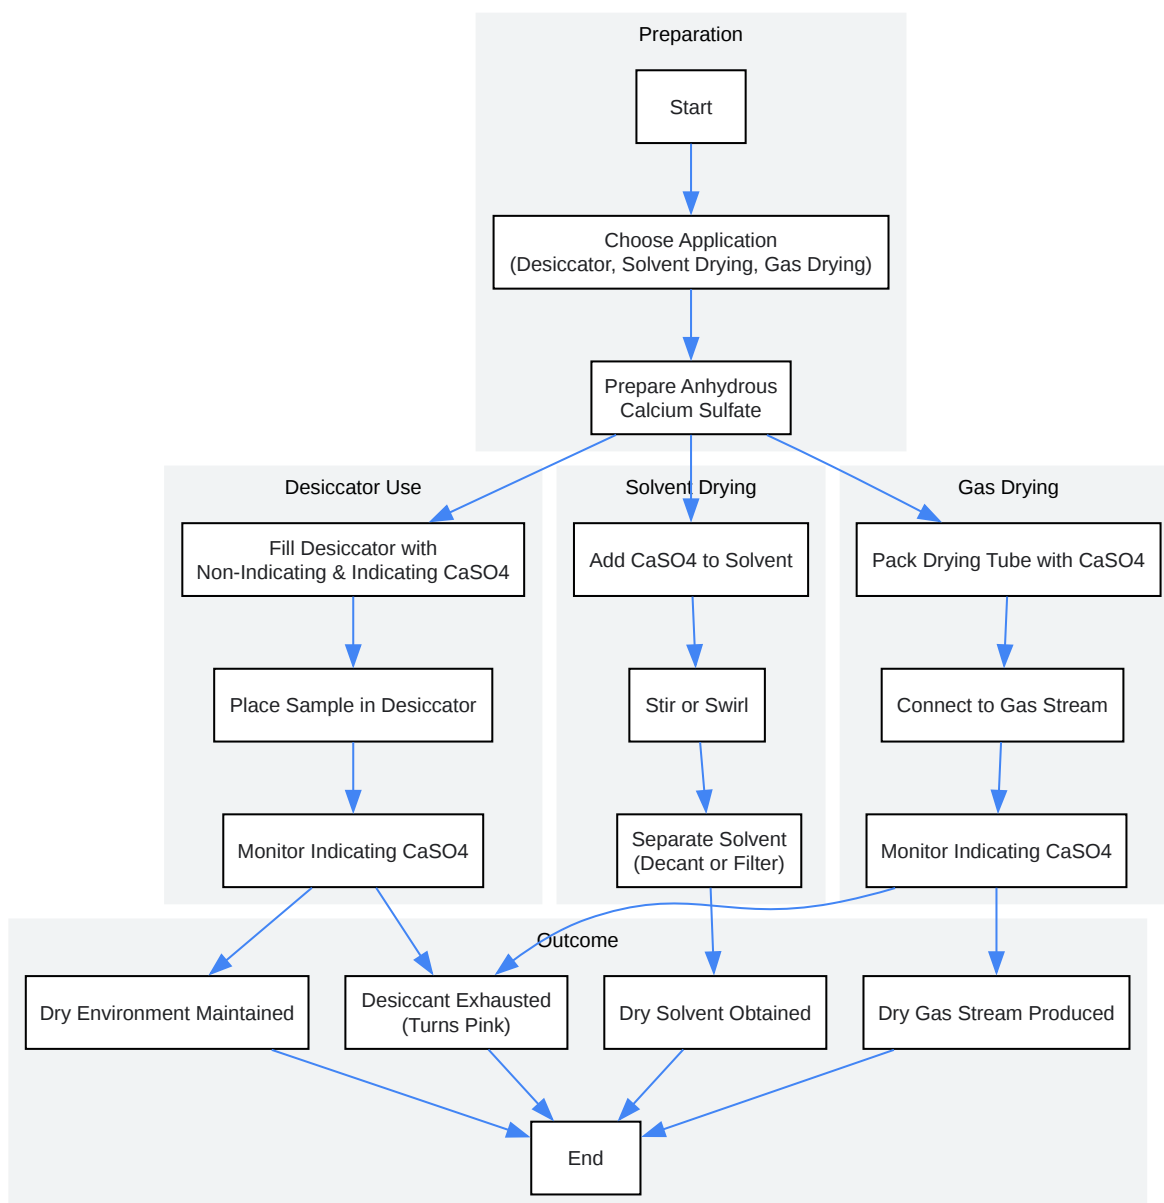 Preparation
Start
Choose Application
(Desiccator, Solvent Drying, Gas Drying)
Prepare Anhydrous
Calcium Sulfate
Desiccator Use
Solvent Drying
Gas Drying
Fill Desiccator with
Non-Indicating & Indicating CaSO4
Add CaSO4 to Solvent
Pack Drying Tube with CaSO4
Place Sample in Desiccator
Stir or Swirl
Connect to Gas Stream
Monitor Indicating CaSO4
Separate Solvent
(Decant or Filter)
Monitor Indicating CaSO4
Outcome
Dry Environment Maintained
Desiccant Exhausted
(Turns Pink)
Dry Solvent Obtained
Dry Gas Stream Produced
End